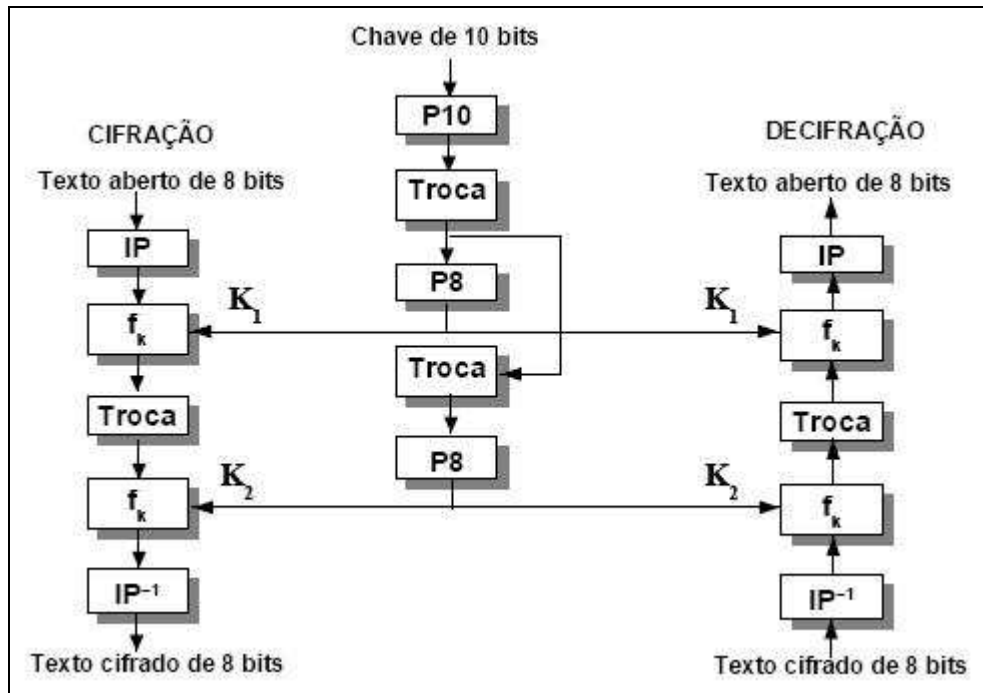 Chave de 10 bits
P10
CIFRAÇÃO
DECIFRAÇÃO
Texto aberto de 8 bits
Troca
Texto aberto de 8 bits
IP
IP
P8
K₁
K₁
fₖ
fₖ
Troca
Troca
Troca
P8
K₂
K₂
fₖ
fₖ
IP⁻¹
IP⁻¹
Texto cifrado de 8 bits
Texto cifrado de 8 bits